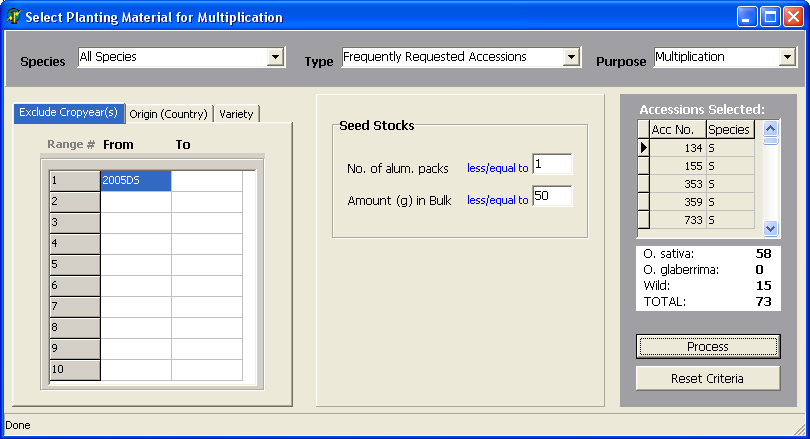 Select Planting Material for Multiplication
Species All Species Type Frequently Requested Accessions Purpose Multiplication
Exclude Cropyear(s) Origin (Country) Variety
Range # From To
1 2005DS
2
3
4
5
6
7
8
9
10
Seed Stocks
No. of alum. packs less/equal to 1
Amount (g) in Bulk less/equal to 50
Accessions Selected:
Acc No. Species
134 S
155 S
353 S
359 S
733 S
O. sativa: 58
O. glaberrima: 0
Wild: 15
TOTAL: 73
Process
Reset Criteria
Done